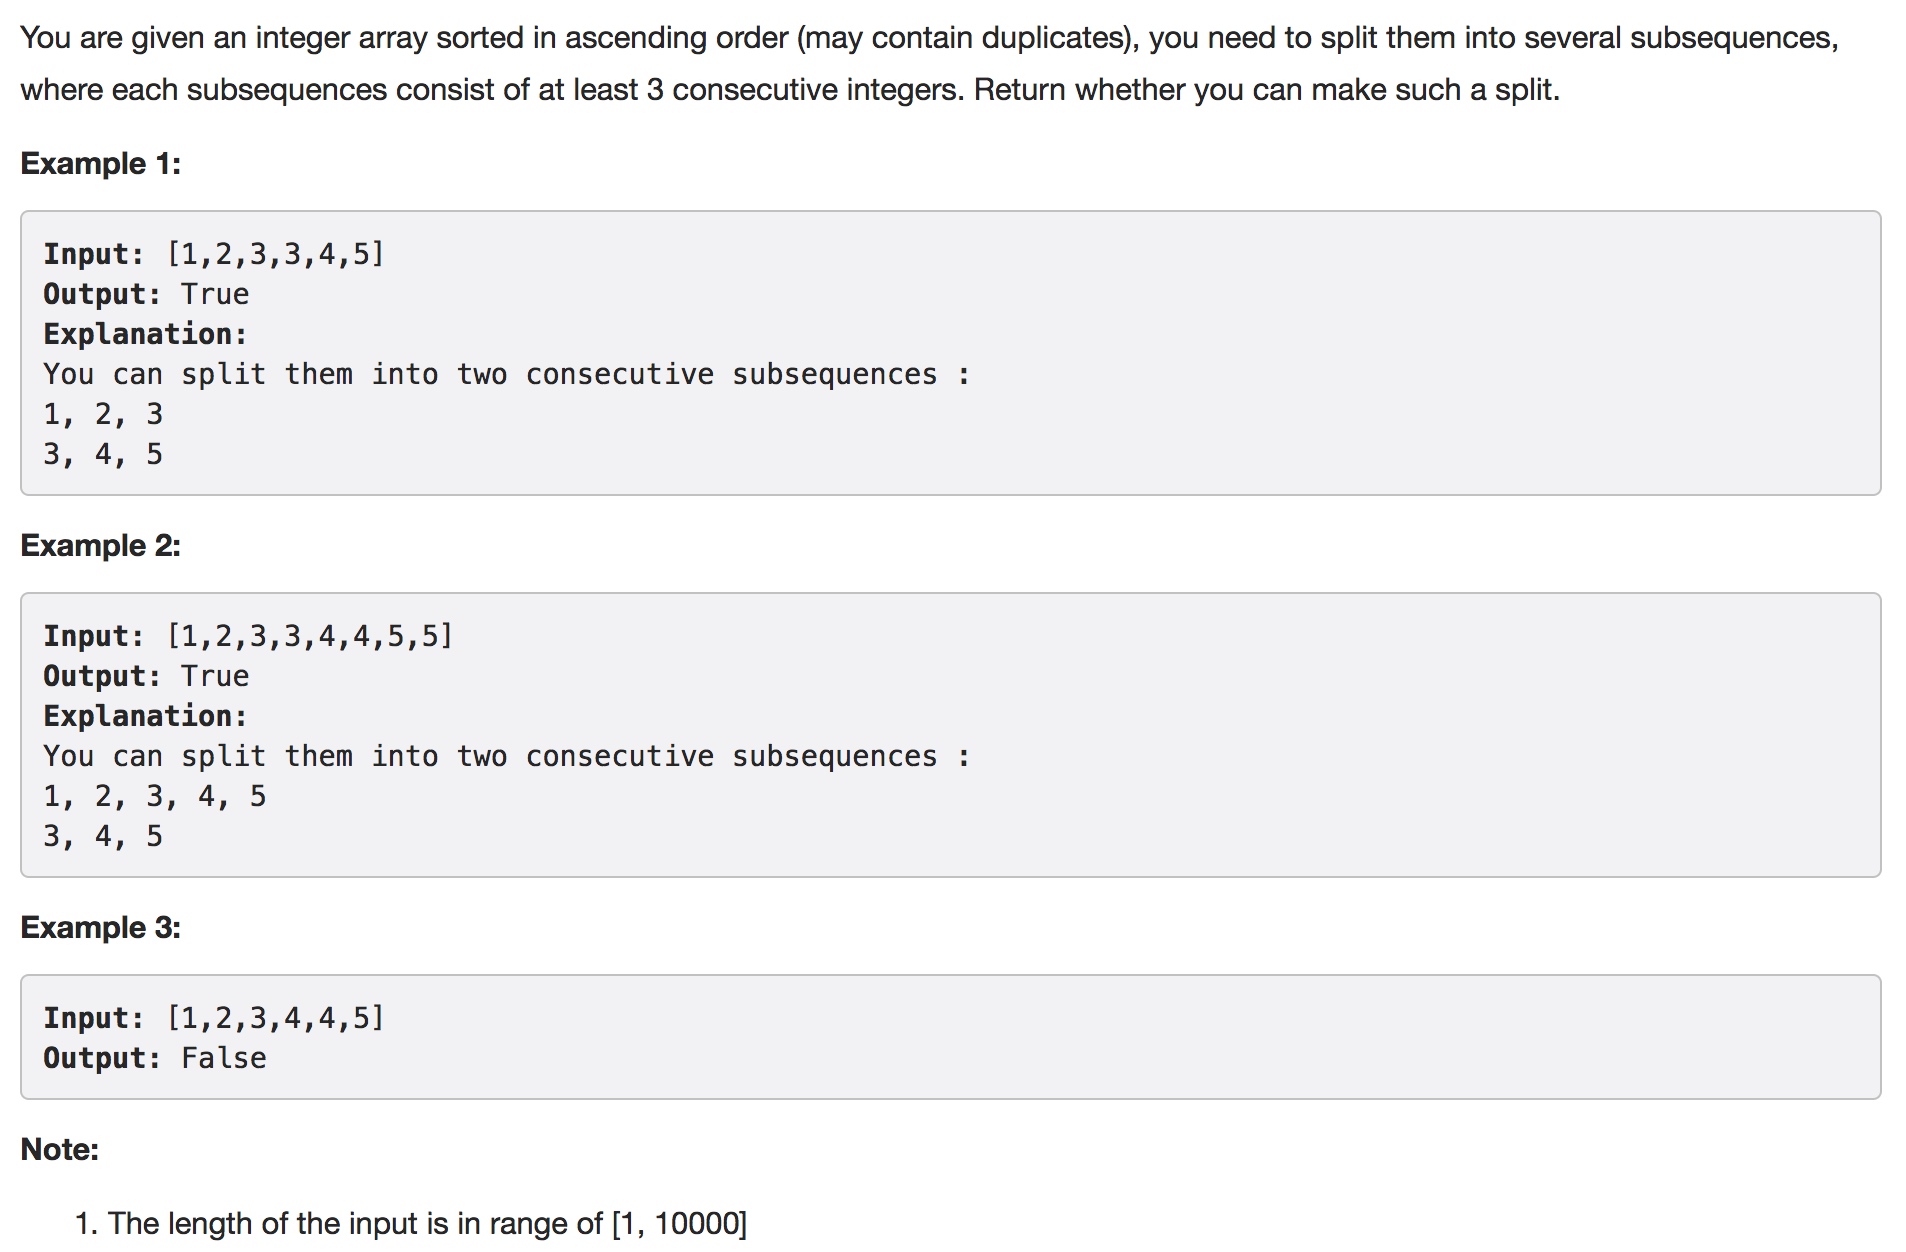 You are given an integer array sorted in ascending order (may contain duplicates), you need to split them into several subsequences,
where each subsequences consist of at least 3 consecutive integers. Return whether you can make such a split.
Example 1:
Input: [1,2,3,3,4,5]
Output: True
Explanation:
You can split them into two consecutive subsequences :
1, 2, 3
3, 4, 5
Example 2:
Input: [1,2,3,3,4,4,5,5]
Output: True
Explanation:
You can split them into two consecutive subsequences :
1, 2, 3, 4, 5
3, 4, 5
Example 3:
Input: [1,2,3,4,4,5]
Output: False
Note:
1. The length of the input is in range of [1, 10000]